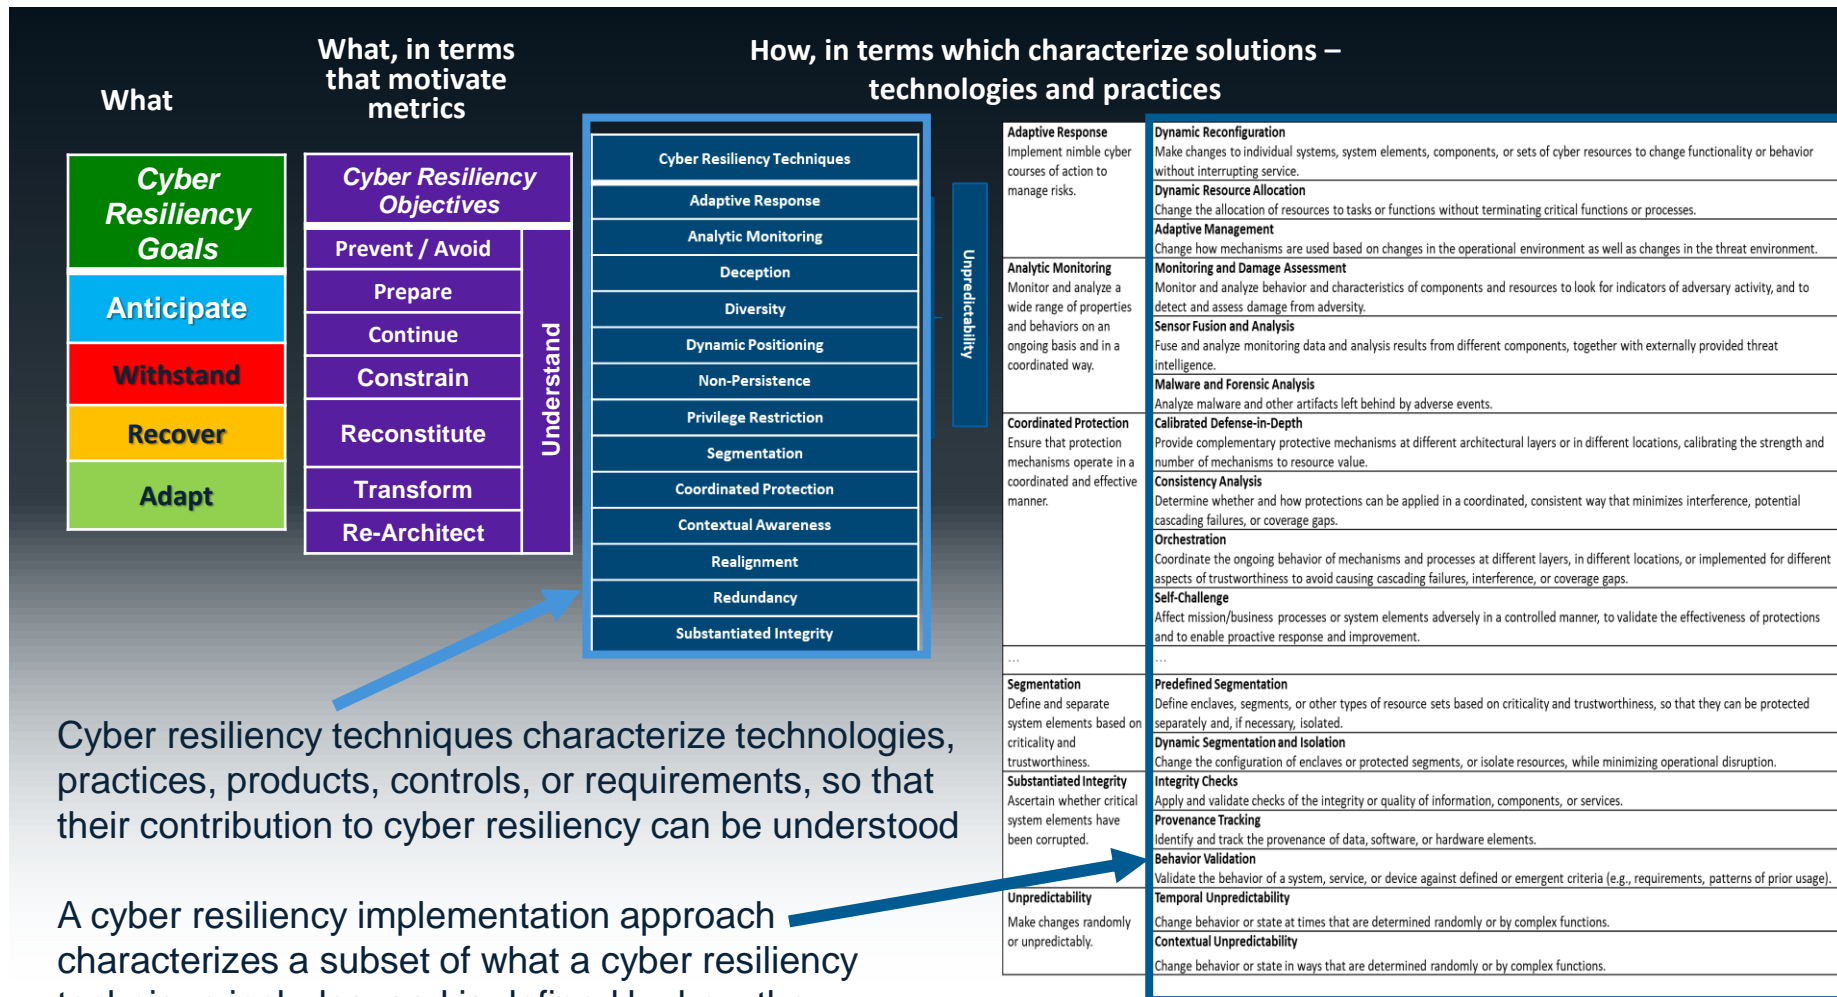 What
What, in terms
that motivate
metrics
How, in terms which characterize solutions –
technologies and practices
Cyber
Resiliency
Goals
Anticipate
Withstand
Recover
Adapt
Cyber Resiliency
Objectives
Prevent / Avoid
Prepare
Continue
Constrain
Reconstitute
Transform
Re-Architect
Understand
Cyber Resiliency Techniques
Adaptive Response
Analytic Monitoring
Deception
Diversity
Dynamic Positioning
Non-Persistence
Privilege Restriction
Segmentation
Coordinated Protection
Contextual Awareness
Realignment
Redundancy
Substantiated Integrity
Unpredictability
Adaptive Response
Implement nimble cyber
courses of action to
manage risks.
Dynamic Reconfiguration
Make changes to individual systems, system elements, components, or sets of cyber resources to change functionality or behavior
without interrupting service.
Dynamic Resource Allocation
Change the allocation of resources to tasks or functions without terminating critical functions or processes.
Adaptive Management
Change how mechanisms are used based on changes in the operational environment as well as changes in the threat environment.
Analytic Monitoring
Monitor and analyze a
wide range of properties
and behaviors on an
ongoing basis and in a
coordinated way.
Monitoring and Damage Assessment
Monitor and analyze behavior and characteristics of components and resources to look for indicators of adversary activity, and to
detect and assess damage from adversity.
Sensor Fusion and Analysis
Fuse and analyze monitoring data and analysis results from different components, together with externally provided threat
intelligence.
Malware and Forensic Analysis
Analyze malware and other artifacts left behind by adverse events.
Coordinated Protection
Ensure that protection
mechanisms operate in a
coordinated and effective
manner.
Calibrated Defense-in-Depth
Provide complementary protective mechanisms at different architectural layers or in different locations, calibrating the strength and
number of mechanisms to resource value.
Consistency Analysis
Determine whether and how protections can be applied in a coordinated, consistent way that minimizes interference, potential
cascading failures, or coverage gaps.
Orchestration
Coordinate the ongoing behavior of mechanisms and processes at different layers, in different locations, or implemented for different
aspects of trustworthiness to avoid causing cascading failures, interference, or coverage gaps.
Self-Challenge
Affect mission/business processes or system elements adversely in a controlled manner, to validate the effectiveness of protections
and to enable proactive response and improvement.
...
...
Segmentation
Define and separate
system elements based on
criticality and
trustworthiness.
Predefined Segmentation
Define enclaves, segments, or other types of resource sets based on criticality and trustworthiness, so that they can be protected
separately and, if necessary, isolated.
Dynamic Segmentation and Isolation
Change the configuration of enclaves or protected segments, or isolate resources, while minimizing operational disruption.
Substantiated Integrity
Ascertain whether critical
system elements have
been corrupted.
Integrity Checks
Apply and validate checks of the integrity or quality of information, components, or services.
Provenance Tracking
Identify and track the provenance of data, software, or hardware elements.
Behavior Validation
Validate the behavior of a system, service, or device against defined or emergent criteria (e.g., requirements, patterns of prior usage).
Unpredictability
Make changes randomly
or unpredictably.
Temporal Unpredictability
Change behavior or state at times that are determined randomly or by complex functions.
Contextual Unpredictability
Change behavior or state in ways that are determined randomly or by complex functions.
Cyber resiliency techniques characterize technologies,
practices, products, controls, or requirements, so that
their contribution to cyber resiliency can be understood
A cyber resiliency implementation approach
characterizes a subset of what a cyber resiliency